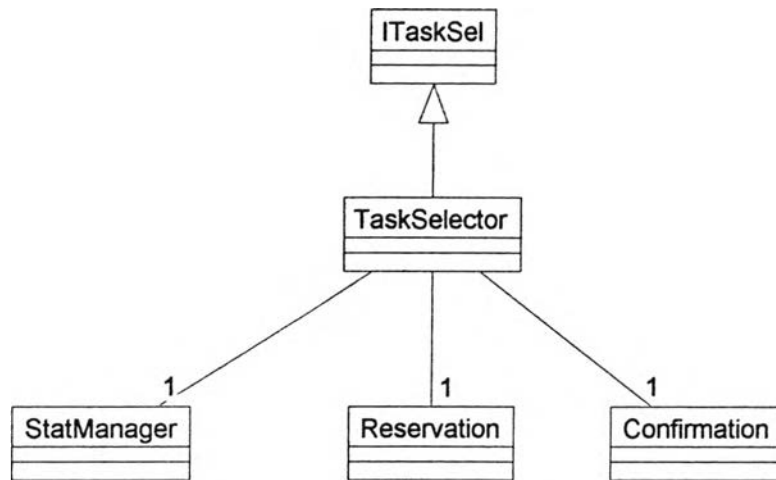 ITaskSel
TaskSelector
1
1
1
StatManager
Reservation
Confirmation